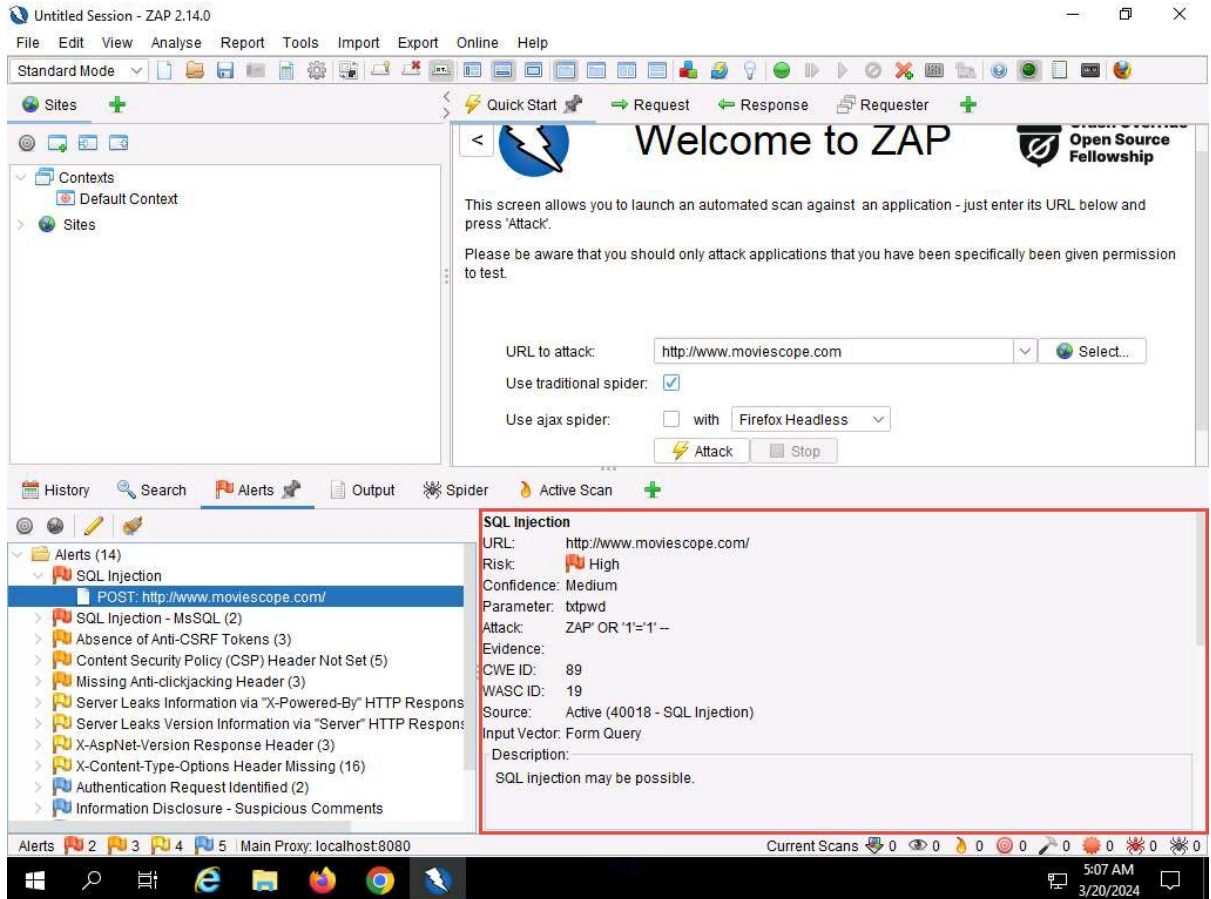 Untitled Session - ZAP 2.14.0
File Edit View Analyse Report Tools Import Export Online Help
Standard Mode
Sites
Quick Start Request Response Requester
Contexts
Default Context
Sites
<
Welcome to ZAP
Open Source
Fellowship
This screen allows you to launch an automated scan against an application - just enter its URL below and
press 'Attack'.
Please be aware that you should only attack applications that you have been specifically been given permission
to test.
URL to attack: http://www.moviescope.com Select...
Use traditional spider:
Use ajax spider: with Firefox Headless
Attack Stop
History Search Alerts Output Spider Active Scan
Alerts (14)
SQL Injection
POST: http://www.moviescope.com/
SQL Injection - MsSQL (2)
Absence of Anti-CSRF Tokens (3)
Content Security Policy (CSP) Header Not Set (5)
Missing Anti-clickjacking Header (3)
Server Leaks Information via "X-Powered-By" HTTP Respons
Server Leaks Version Information via "Server" HTTP Respons
X-AspNet-Version Response Header (3)
X-Content-Type-Options Header Missing (16)
Authentication Request Identified (2)
Information Disclosure - Suspicious Comments
SQL Injection
URL: http://www.moviescope.com/
Risk: High
Confidence: Medium
Parameter: txtpwd
Attack: ZAP' OR '1'='1' --
Evidence:
CWE ID: 89
WASC ID: 19
Source: Active (40018 - SQL Injection)
Input Vector: Form Query
Description:
SQL injection may be possible.
Alerts 2 3 4 5 Main Proxy: localhost:8080 Current Scans 0 0 0 0 0 0 0 0
5:07 AM
3/20/2024